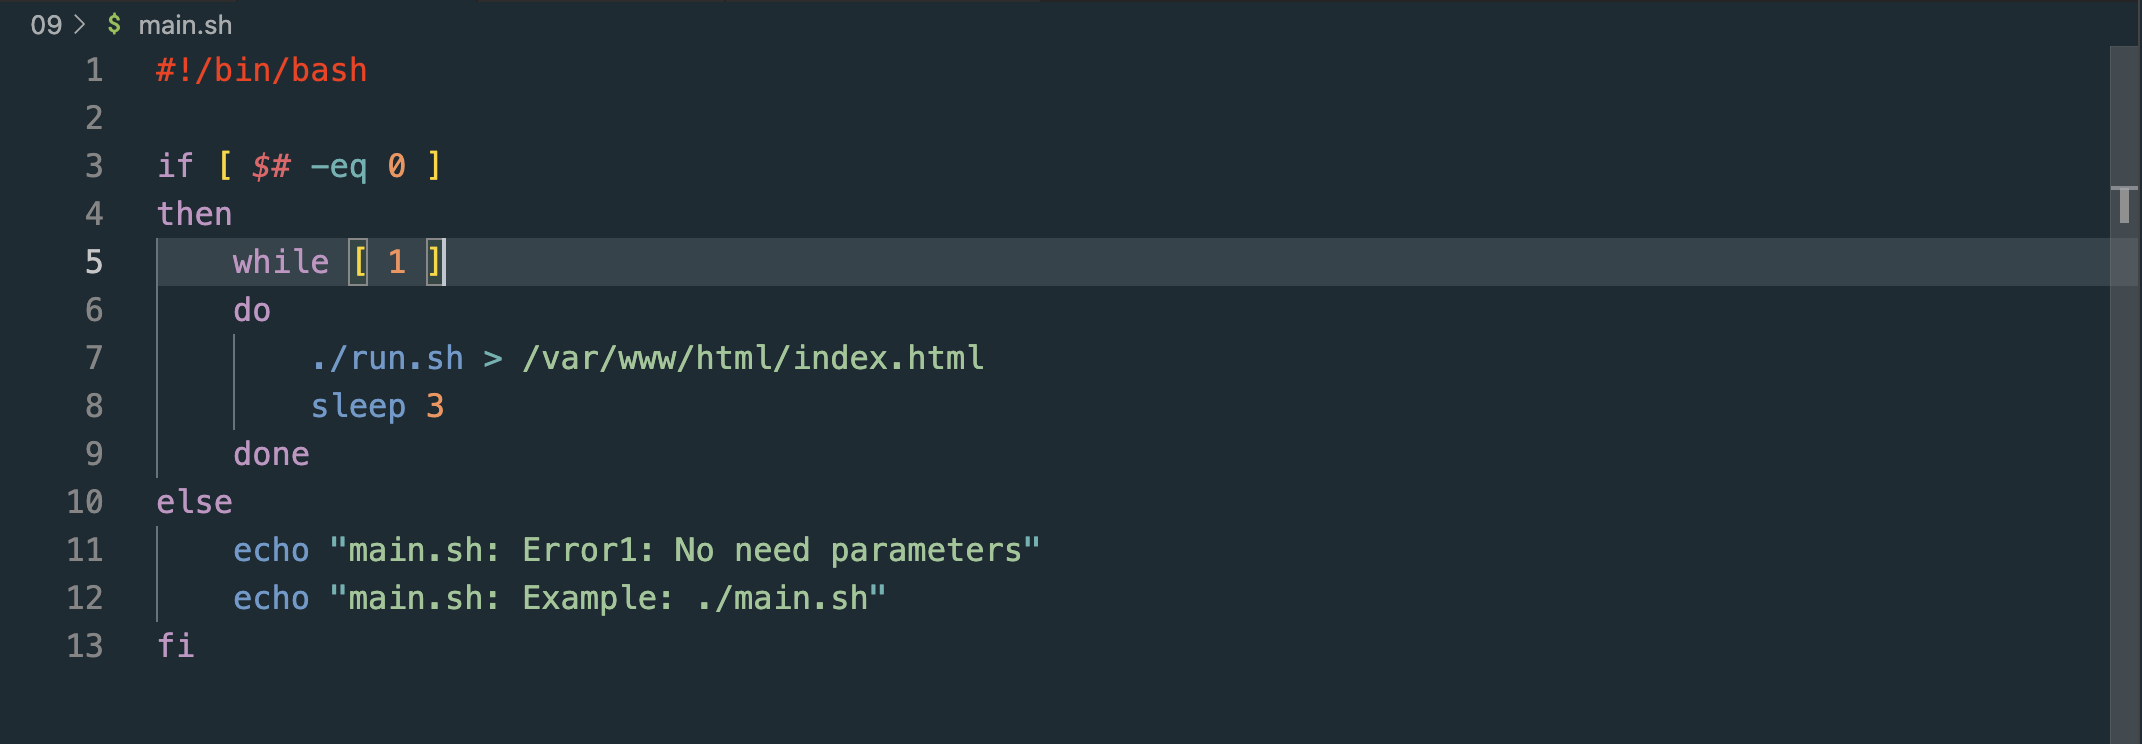 09 > $ main.sh
1 #!/bin/bash
2
3 if [ $# -eq 0 ]
4 then
5     while [ 1 ]
6     do
7         ./run.sh > /var/www/html/index.html
8         sleep 3
9     done
10 else
11     echo "main.sh: Error1: No need parameters"
12     echo "main.sh: Example: ./main.sh"
13 fi